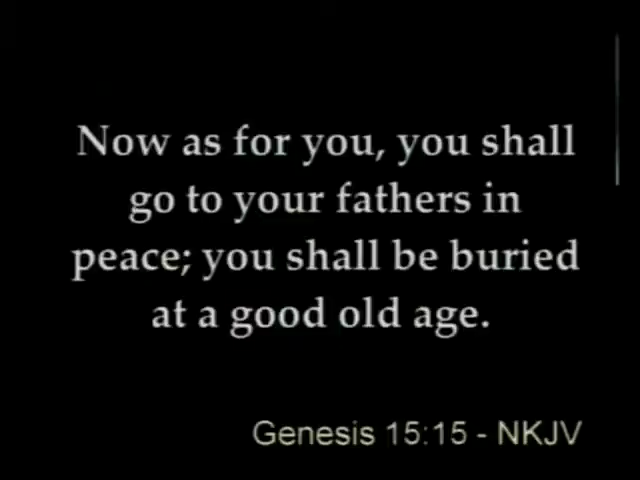 Now as for you, you shall
go to your fathers in
peace; you shall be buried
at a good old age.
Genesis 15:15 - NKJV